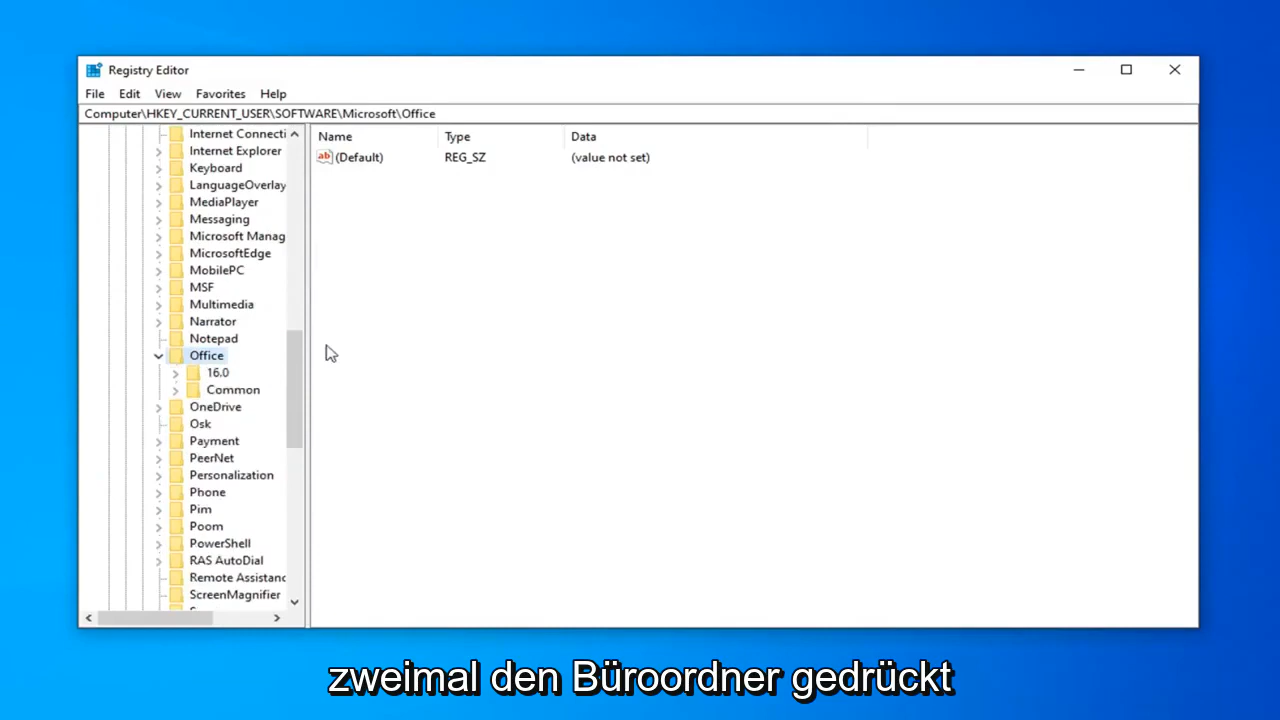 Registry Editor
File Edit View Favorites Help
Computer\HKEY_CURRENT_USER\SOFTWARE\Microsoft\Office
Name Type Data
ab (Default) REG_SZ (value not set)
Internet Connecti
Internet Explorer
Keyboard
LanguageOverlay
MediaPlayer
Messaging
Microsoft Manag
MicrosoftEdge
MobilePC
MSF
Multimedia
Narrator
Notepad
Office
16.0
Common
OneDrive
Osk
Payment
PeerNet
Personalization
Phone
Pim
Poom
PowerShell
RAS AutoDial
Remote Assistanc
ScreenMagnifier
zweimal den Büroordner gedrückt